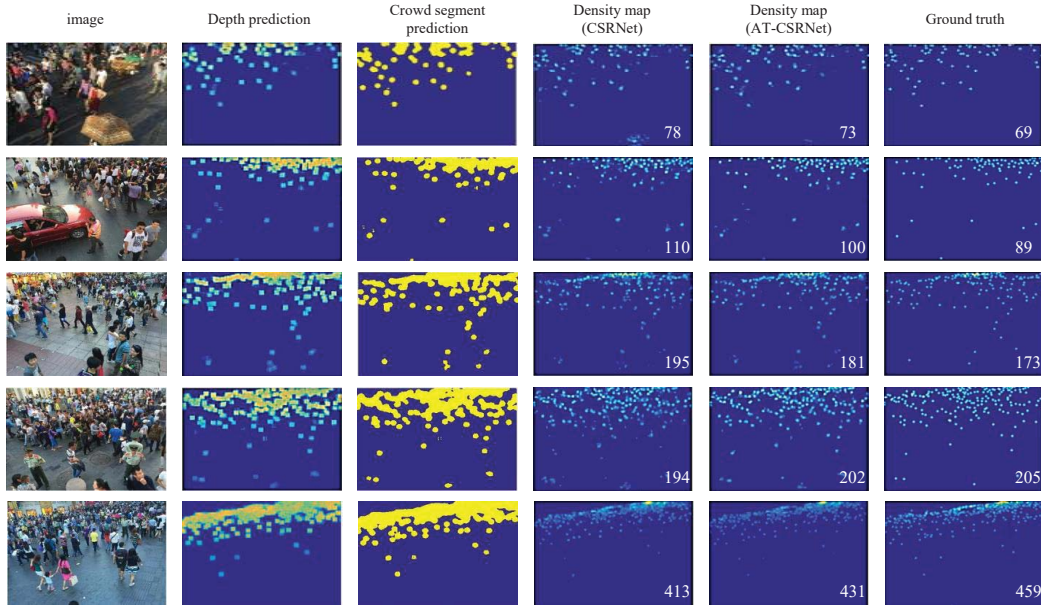 image
Depth prediction
Crowd segment
prediction
Density map
(CSRNet)
Density map
(AT-CSRNet)
Ground truth
78
73
69
110
100
89
195
181
173
194
202
205
413
431
459